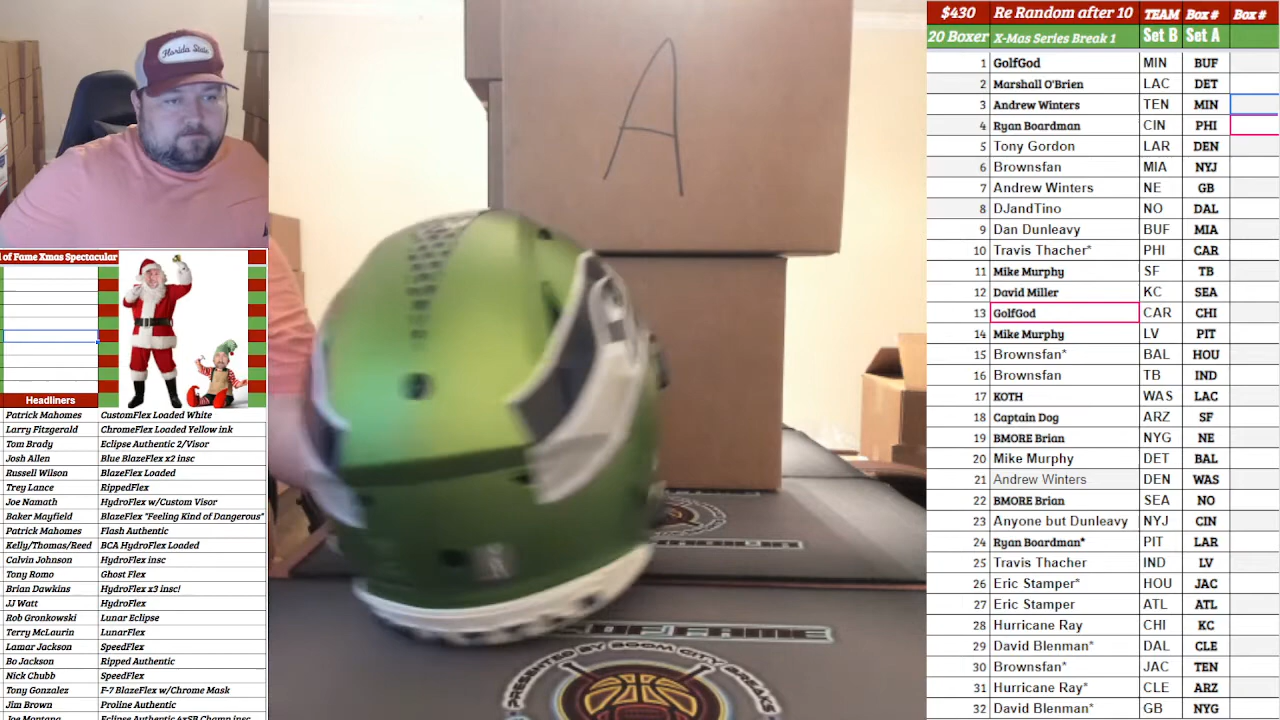 Florida State
A
d of Fame Xmas Spectacular
Headliners
Patrick Mahomes CustomFlex Loaded White
Larry Fitzgerald ChromeFlex Loaded Yellow ink
Tom Brady Eclipse Authentic 2/Visor
Josh Allen Blue BlazeFlex x2 insc
Russell Wilson BlazeFlex Loaded
Trey Lance RippedFlex
Joe Namath HydroFlex w/Custom Visor
Baker Mayfield BlazeFlex "Feeling Kind of Dangerous"
Patrick Mahomes Flash Authentic
Kelly/Thomas/Reed BCA HydroFlex Loaded
Calvin Johnson HydroFlex insc
Tony Romo Ghost Flex
Brian Dawkins HydroFlex x3 insc!
JJ Watt HydroFlex
Rob Gronkowski Lunar Eclipse
Terry McLaurin LunarFlex
Lamar Jackson SpeedFlex
Bo Jackson Ripped Authentic
Nick Chubb SpeedFlex
Tony Gonzalez F-7 BlazeFlex w/Chrome Mask
Jim Brown Proline Authentic
Joe Montana Eclipse Authentic 4xSB Champ insc
PRESENTED BY BOOM CITY BREAKS
$430 Re Random after 10 TEAM Box # Box #
20 Boxer X-Mas Series Break 1 Set B Set A
1 GolfGod MIN BUF
2 Marshall O'Brien LAC DET
3 Andrew Winters TEN MIN
4 Ryan Boardman CIN PHI
5 Tony Gordon LAR DEN
6 Brownsfan MIA NYJ
7 Andrew Winters NE GB
8 DJandTino NO DAL
9 Dan Dunleavy BUF MIA
10 Travis Thacher* PHI CAR
11 Mike Murphy SF TB
12 David Miller KC SEA
13 GolfGod CAR CHI
14 Mike Murphy LV PIT
15 Brownsfan* BAL HOU
16 Brownsfan TB IND
17 KOTH WAS LAC
18 Captain Dog ARZ SF
19 BMORE Brian NYG NE
20 Mike Murphy DET BAL
21 Andrew Winters DEN WAS
22 BMORE Brian SEA NO
23 Anyone but Dunleavy NYJ CIN
24 Ryan Boardman* PIT LAR
25 Travis Thacher IND LV
26 Eric Stamper* HOU JAC
27 Eric Stamper ATL ATL
28 Hurricane Ray CHI KC
29 David Blenman* DAL CLE
30 Brownsfan* JAC TEN
31 Hurricane Ray* CLE ARZ
32 David Blenman* GB NYG